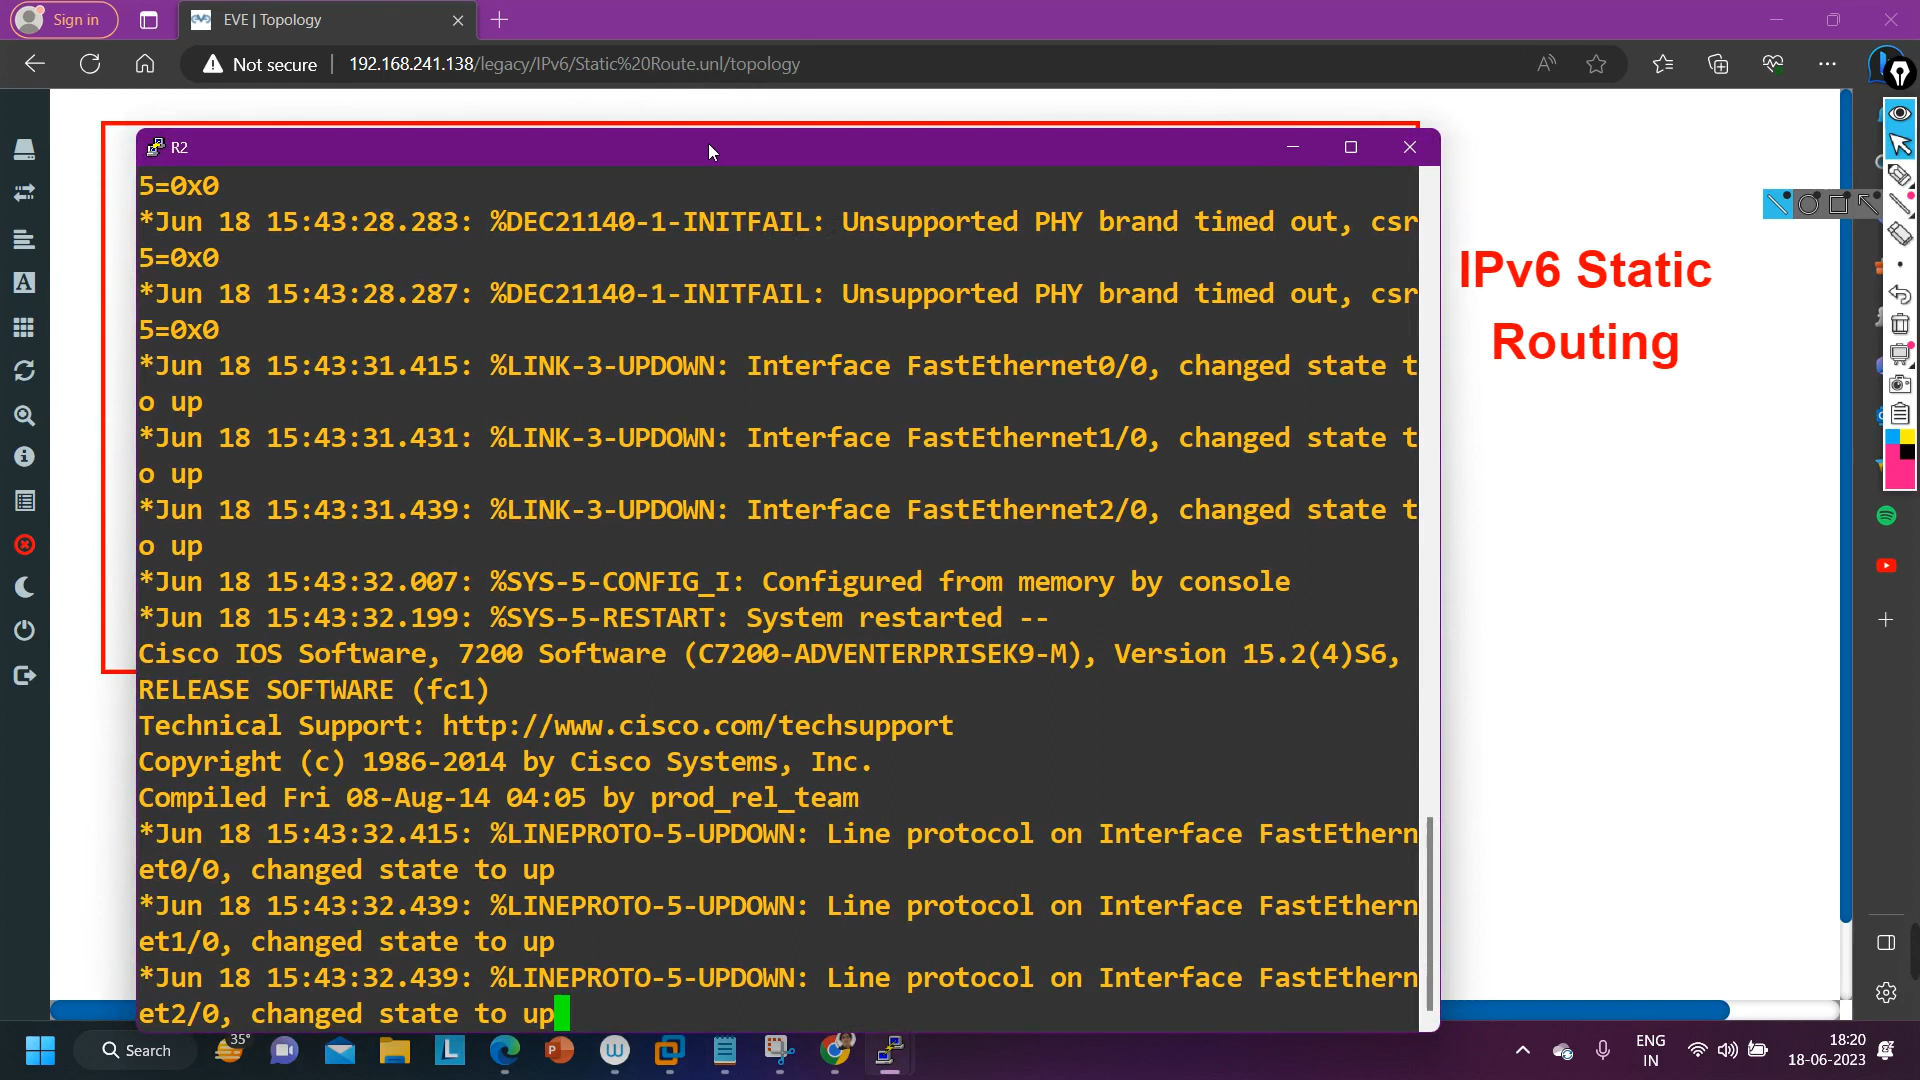 Sign in
EVE | Topology
Not secure
192.168.241.138/legacy/IPv6/Static%20Route.unl/topology
R2
5=0x0
*Jun 18 15:43:28.283: %DEC21140-1-INITFAIL: Unsupported PHY brand timed out, csr
5=0x0
*Jun 18 15:43:28.287: %DEC21140-1-INITFAIL: Unsupported PHY brand timed out, csr
5=0x0
*Jun 18 15:43:31.415: %LINK-3-UPDOWN: Interface FastEthernet0/0, changed state t
o up
*Jun 18 15:43:31.431: %LINK-3-UPDOWN: Interface FastEthernet1/0, changed state t
o up
*Jun 18 15:43:31.439: %LINK-3-UPDOWN: Interface FastEthernet2/0, changed state t
o up
*Jun 18 15:43:32.007: %SYS-5-CONFIG_I: Configured from memory by console
*Jun 18 15:43:32.199: %SYS-5-RESTART: System restarted --
Cisco IOS Software, 7200 Software (C7200-ADVENTERPRISEK9-M), Version 15.2(4)S6,
RELEASE SOFTWARE (fc1)
Technical Support: http://www.cisco.com/techsupport
Copyright (c) 1986-2014 by Cisco Systems, Inc.
Compiled Fri 08-Aug-14 04:05 by prod_rel_team
*Jun 18 15:43:32.415: %LINEPROTO-5-UPDOWN: Line protocol on Interface FastEthern
et0/0, changed state to up
*Jun 18 15:43:32.439: %LINEPROTO-5-UPDOWN: Line protocol on Interface FastEthern
et1/0, changed state to up
*Jun 18 15:43:32.439: %LINEPROTO-5-UPDOWN: Line protocol on Interface FastEthern
et2/0, changed state to up
IPv6 Static
Routing
Search
35°
ENG
IN
18:20
18-06-2023